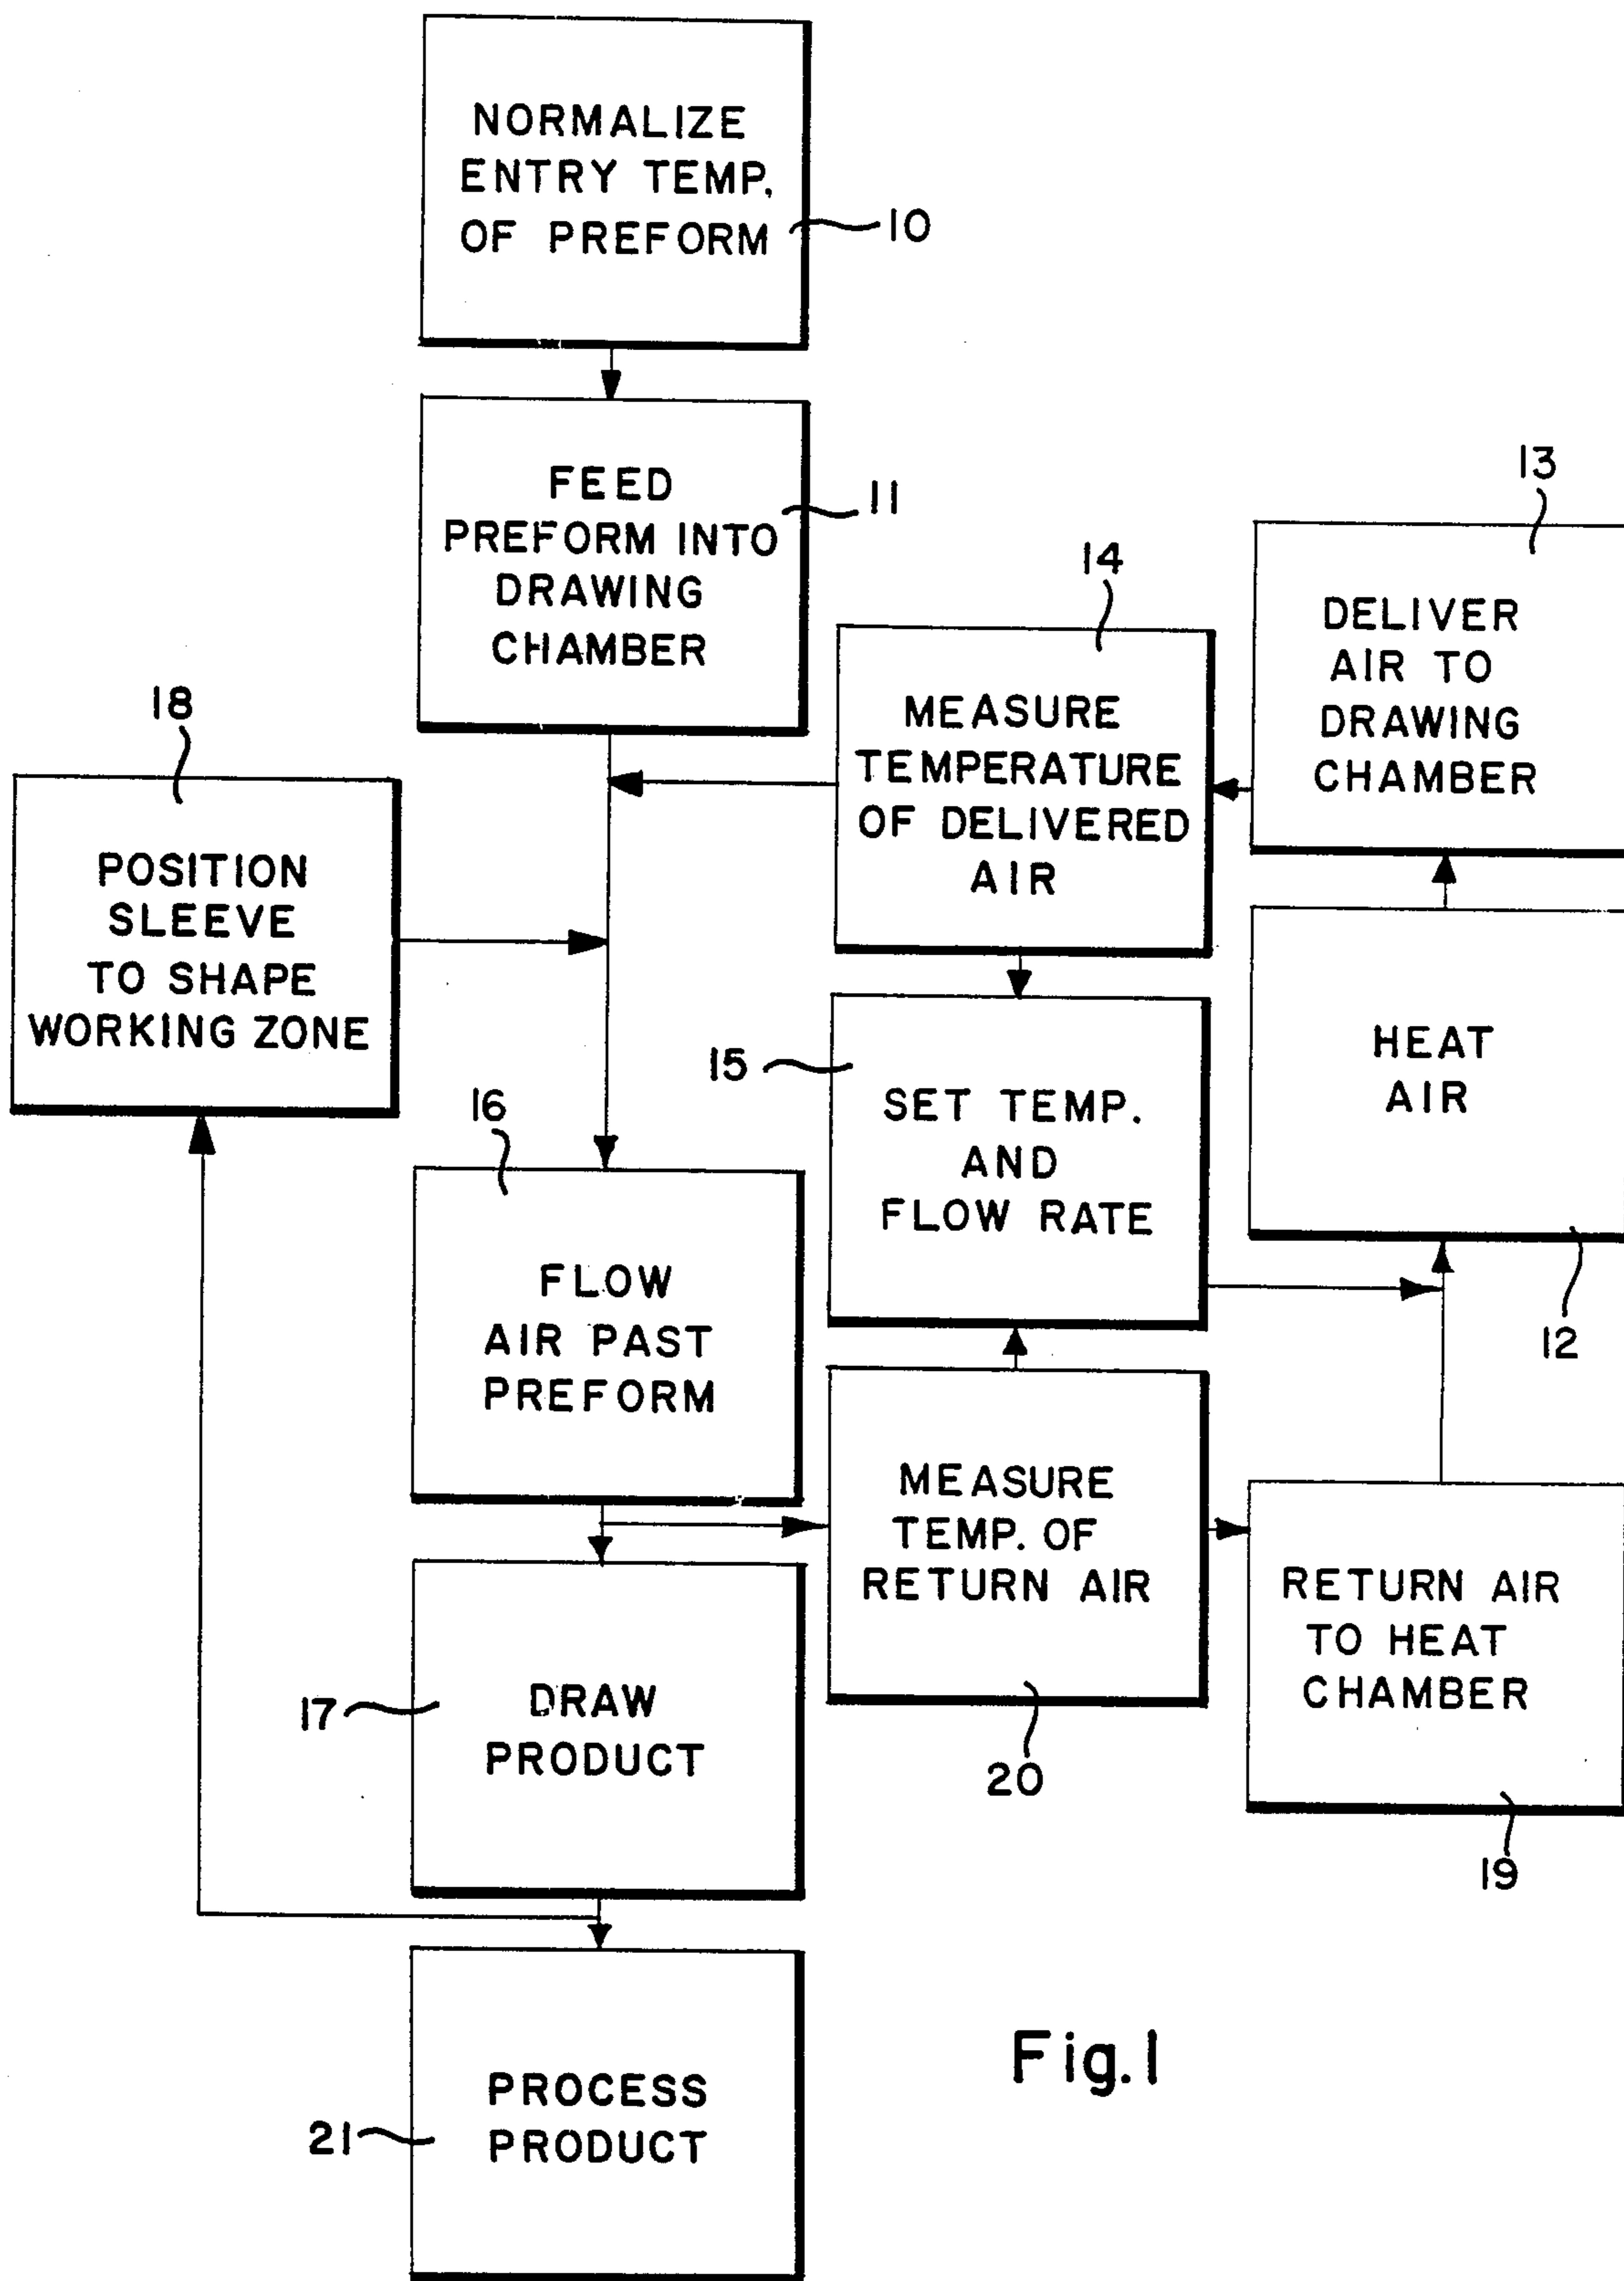 NORMALIZE
ENTRY TEMP.
OF PREFORM
10
FEED
PREFORM INTO
DRAWING
CHAMBER
11
13
DELIVER
AIR TO
DRAWING
CHAMBER
14
MEASURE
TEMPERATURE
OF DELIVERED
AIR
18
POSITION
SLEEVE
TO SHAPE
WORKING ZONE
15
SET TEMP.
AND
FLOW RATE
HEAT
AIR
12
16
FLOW
AIR PAST
PREFORM
MEASURE
TEMP. OF
RETURN AIR
20
RETURN AIR
TO HEAT
CHAMBER
19
17
DRAW
PRODUCT
21
PROCESS
PRODUCT
Fig.1